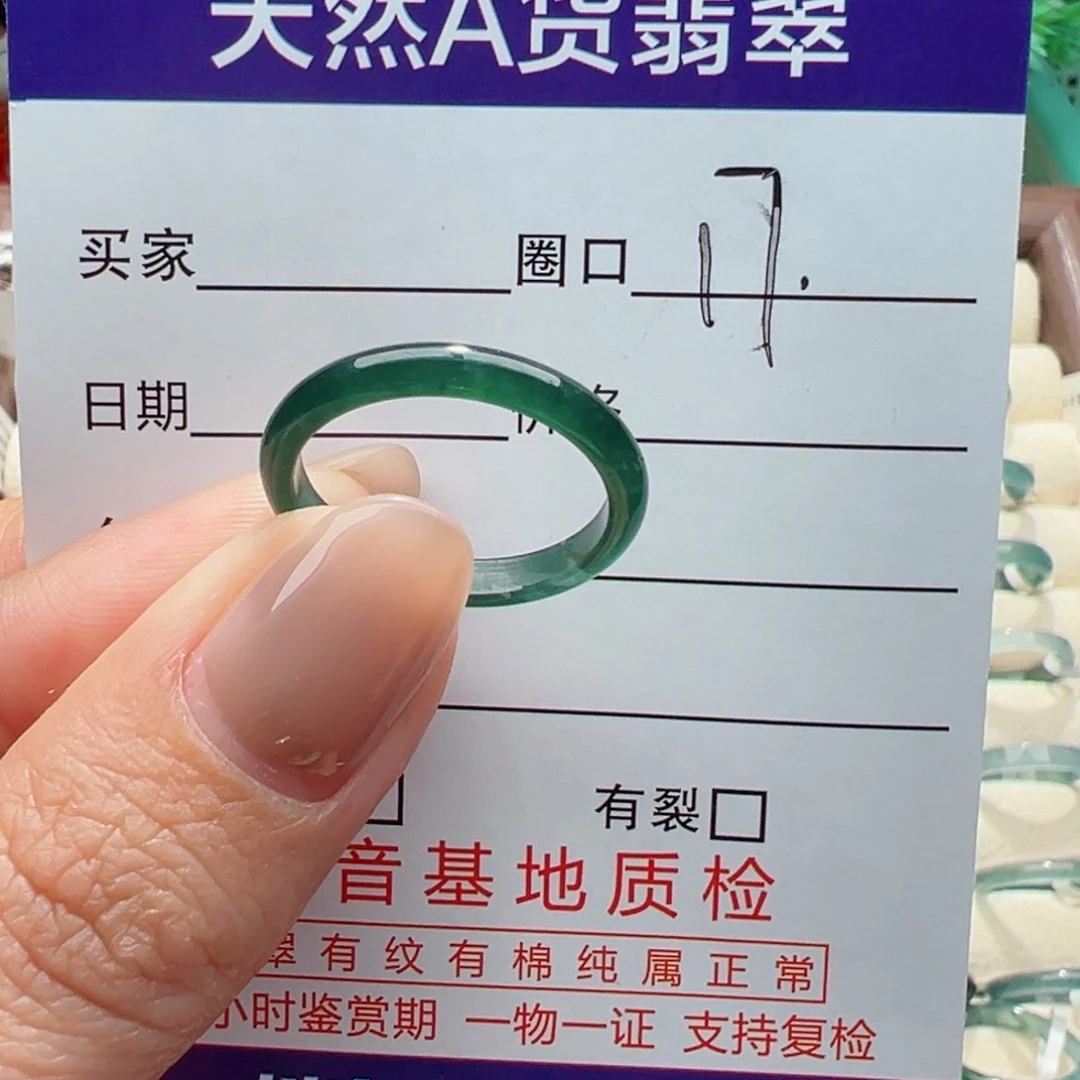 天然A货翡翠
买家 圈口 17.
日期
有裂
音基地质检
翠有纹有棉纯属正常
小时鉴赏期 一物一证 支持复检